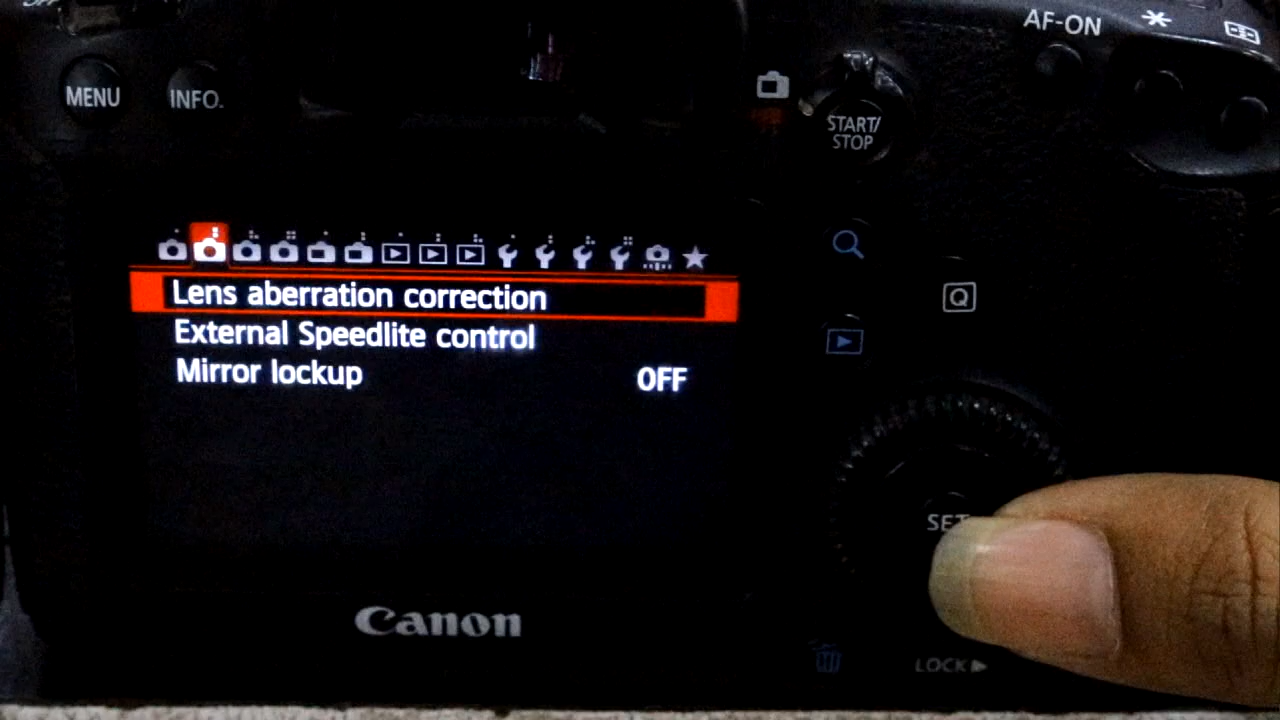 AF-ON
MENU
INFO.
START/
STOP
Lens aberration correction
External Speedlite control
Mirror lockup OFF
Q
SET
Canon
LOCK